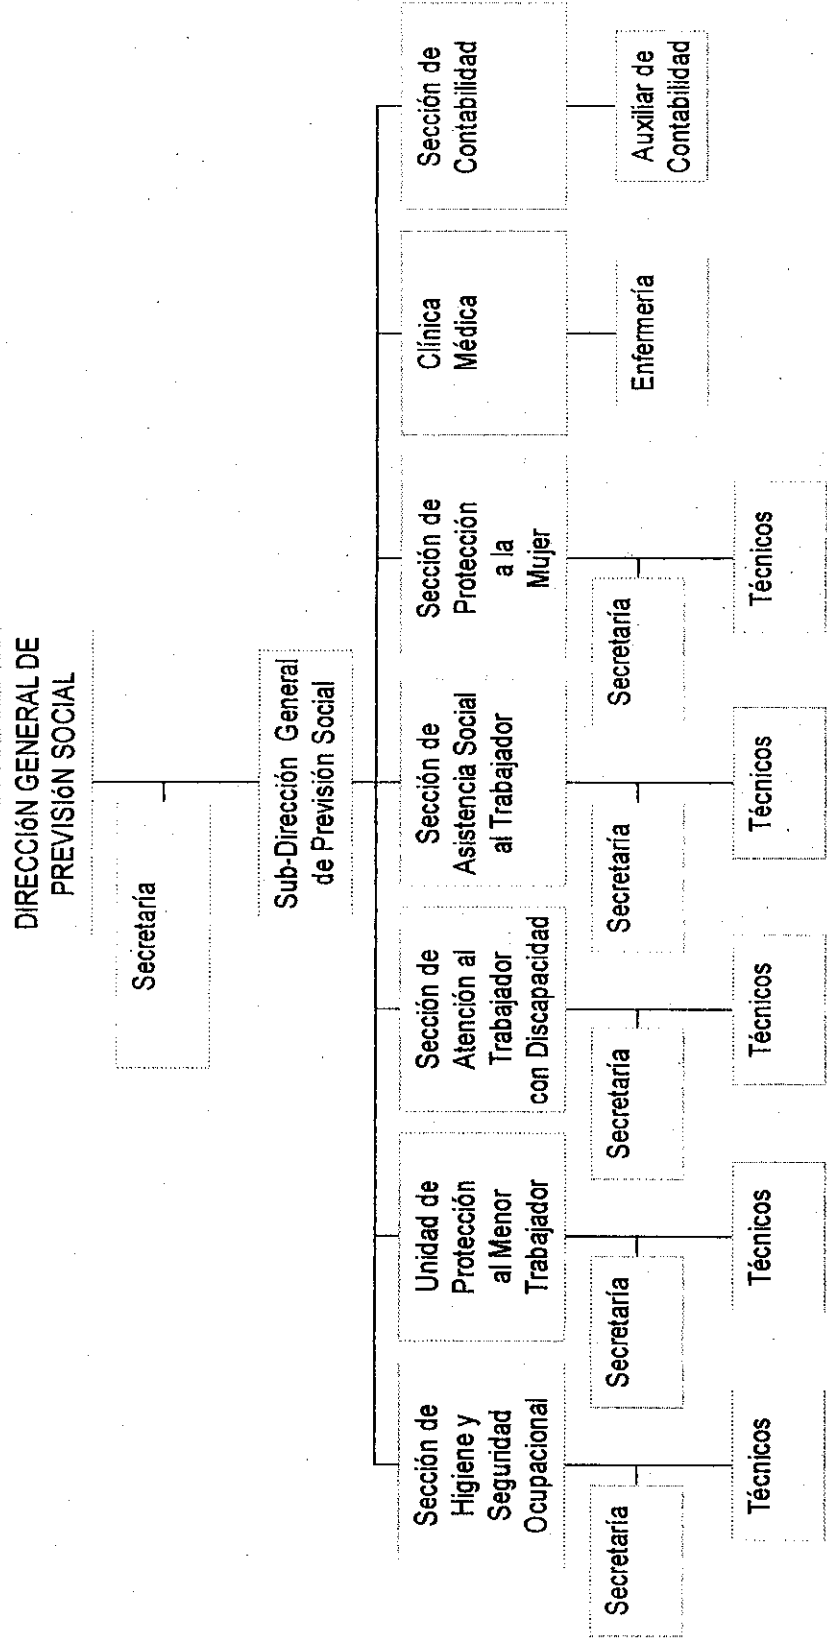 DIRECCIÓN GENERAL DE
PREVISIÓN SOCIAL
Secretaría
Sub-Dirección General
de Previsión Social
Sección de
Higiene y
Seguridad
Ocupacional
Unidad de
Protección
al Menor
Trabajador
Sección de
Atención al
Trabajador
con Discapacidad
Sección de
Asistencia Social
al Trabajador
Sección de
Protección
a la
Mujer
Clínica
Médica
Sección de
Contabilidad
Secretaría
Secretaría
Secretaría
Secretaría
Secretaría
Enfermería
Auxiliar de
Contabilidad
Técnicos
Técnicos
Técnicos
Técnicos
Técnicos